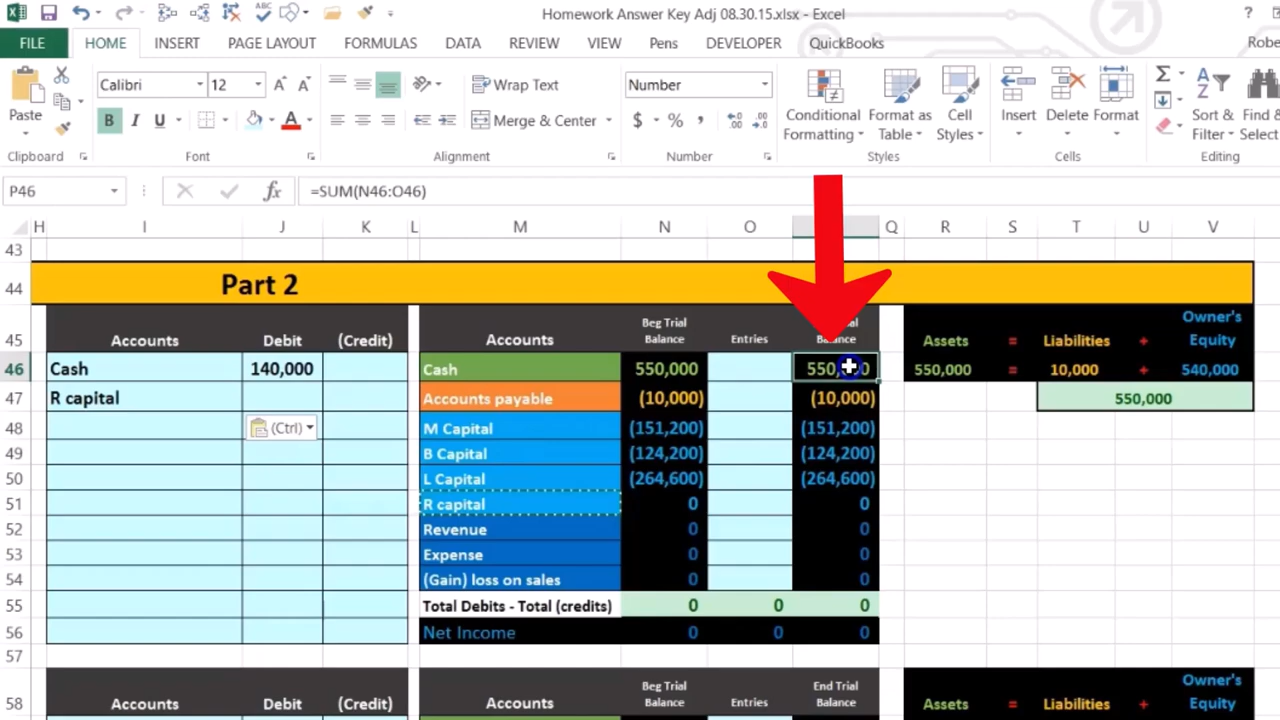 Homework Answer Key Adj 08.30.15.xlsx - Excel
?
FILE HOME INSERT PAGE LAYOUT FORMULAS DATA REVIEW VIEW Pens DEVELOPER QuickBooks
Calibri 12 Wrap Text Number
Paste B I U Merge & Center $ % Conditional Formatting Format as Table Cell Styles Insert Delete Format Sort & Filter Find & Select
Clipboard Font Alignment Number Styles Cells Editing
P46 fx =SUM(N46:O46)
H I J K L M N O Q R S T U V
43
44 Part 2
45 Accounts Debit (Credit) Accounts Beg Trial Balance Entries Balance Assets = Liabilities + Owner's Equity
46 Cash 140,000 Cash 550,000 550,000 = 10,000 + 540,000
47 R capital Accounts payable (10,000) (10,000) 550,000
48 (Ctrl) M Capital (151,200) (151,200)
49 B Capital (124,200) (124,200)
50 L Capital (264,600) (264,600)
51 R capital 0 0
52 Revenue 0 0
53 Expense 0 0
54 (Gain) loss on sales 0 0
55 Total Debits - Total (credits) 0 0 0
56 Net Income 0 0 0
57
58 Accounts Debit (Credit) Accounts Beg Trial Balance Entries End Trial Balance Assets = Liabilities + Owner's Equity